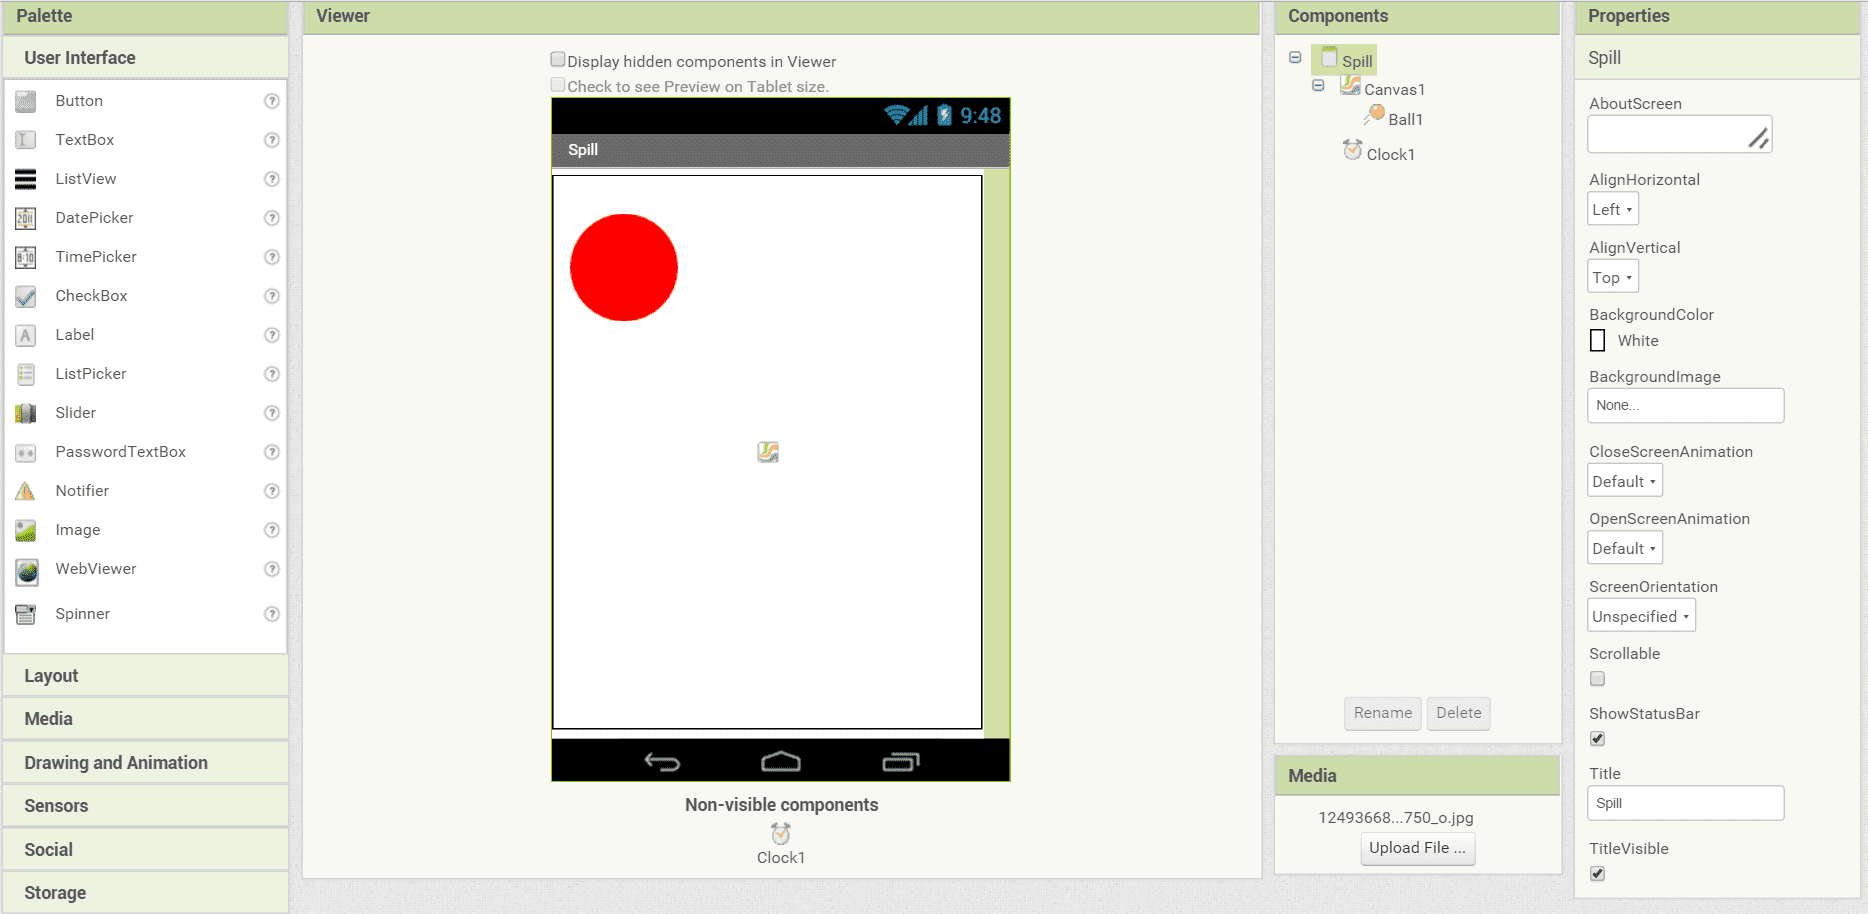 Palette
User Interface
Button
TextBox
ListView
DatePicker
TimePicker
CheckBox
Label
ListPicker
Slider
PasswordTextBox
Notifier
Image
WebViewer
Spinner
Layout
Media
Drawing and Animation
Sensors
Social
Storage
Viewer
Display hidden components in Viewer
Check to see Preview on Tablet size.
9:48
Spill
Non-visible components
Clock1
Components
Spill
Canvas1
Ball1
Clock1
Rename Delete
Media
12493668...750_o.jpg
Upload File ...
Properties
Spill
AboutScreen
AlignHorizontal
Left
AlignVertical
Top
BackgroundColor
White
BackgroundImage
None...
CloseScreenAnimation
Default
OpenScreenAnimation
Default
ScreenOrientation
Unspecified
Scrollable
ShowStatusBar
Title
Spill
TitleVisible